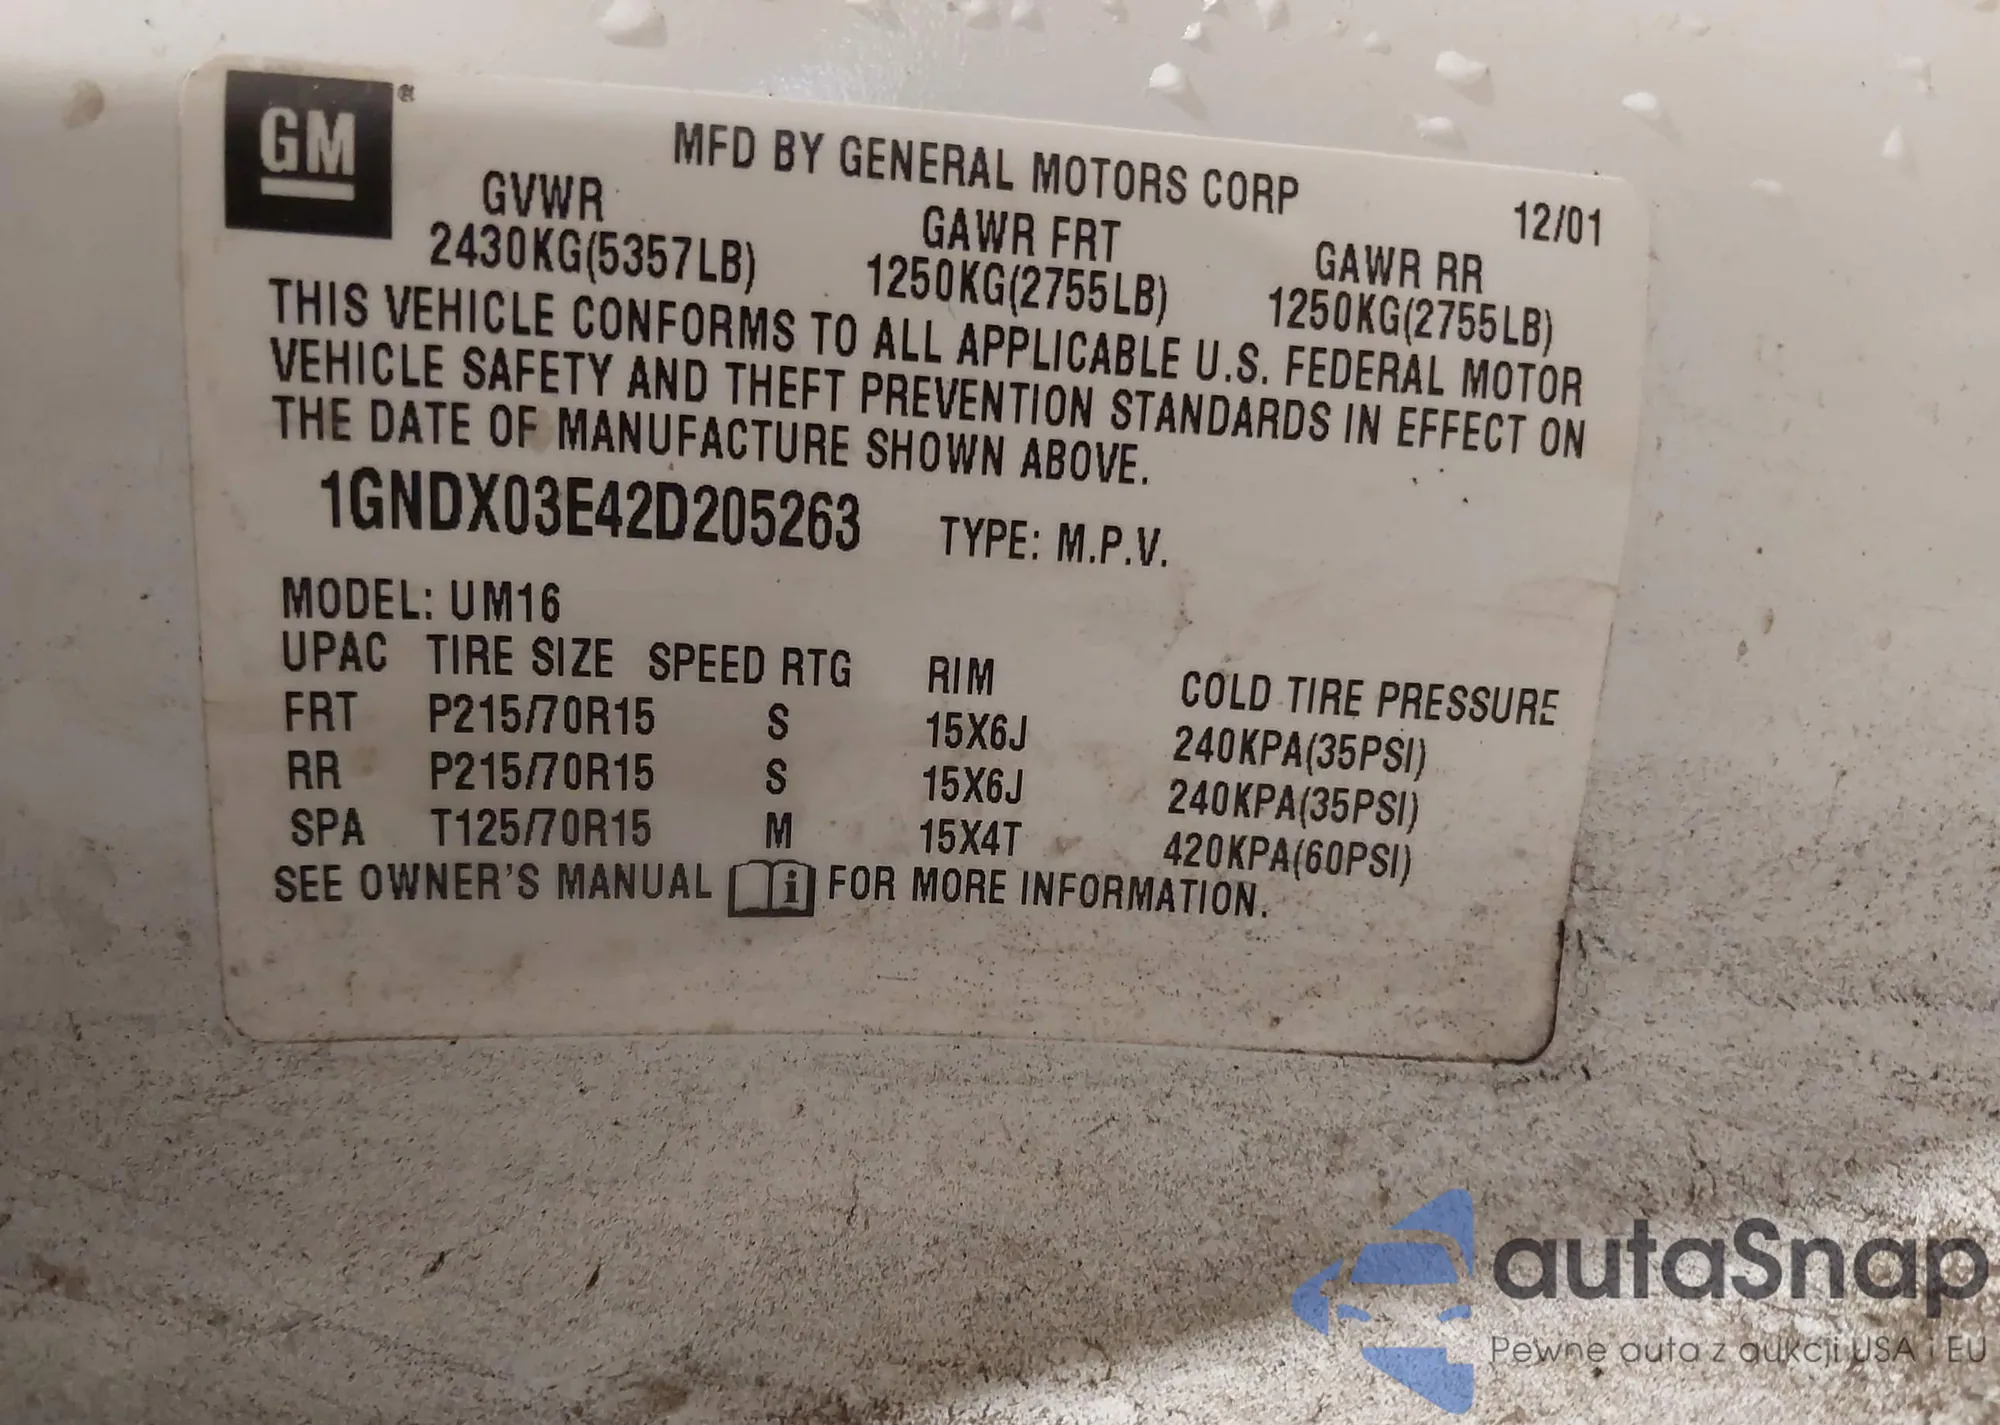 GM ®
MFD BY GENERAL MOTORS CORP
12/01
GVWR GAWR FRT GAWR RR
2430KG(5357LB) 1250KG(2755LB) 1250KG(2755LB)
THIS VEHICLE CONFORMS TO ALL APPLICABLE U.S. FEDERAL MOTOR
VEHICLE SAFETY AND THEFT PREVENTION STANDARDS IN EFFECT ON
THE DATE OF MANUFACTURE SHOWN ABOVE.
1GNDX03E42D205263 TYPE: M.P.V.
MODEL: UM16
UPAC TIRE SIZE SPEED RTG RIM COLD TIRE PRESSURE
FRT P215/70R15 S 15X6J 240KPA(35PSI)
RR P215/70R15 S 15X6J 240KPA(35PSI)
SPA T125/70R15 M 15X4T 420KPA(60PSI)
SEE OWNER'S MANUAL i FOR MORE INFORMATION.
autaSnap
Pewne auta z aukcji USA i EU